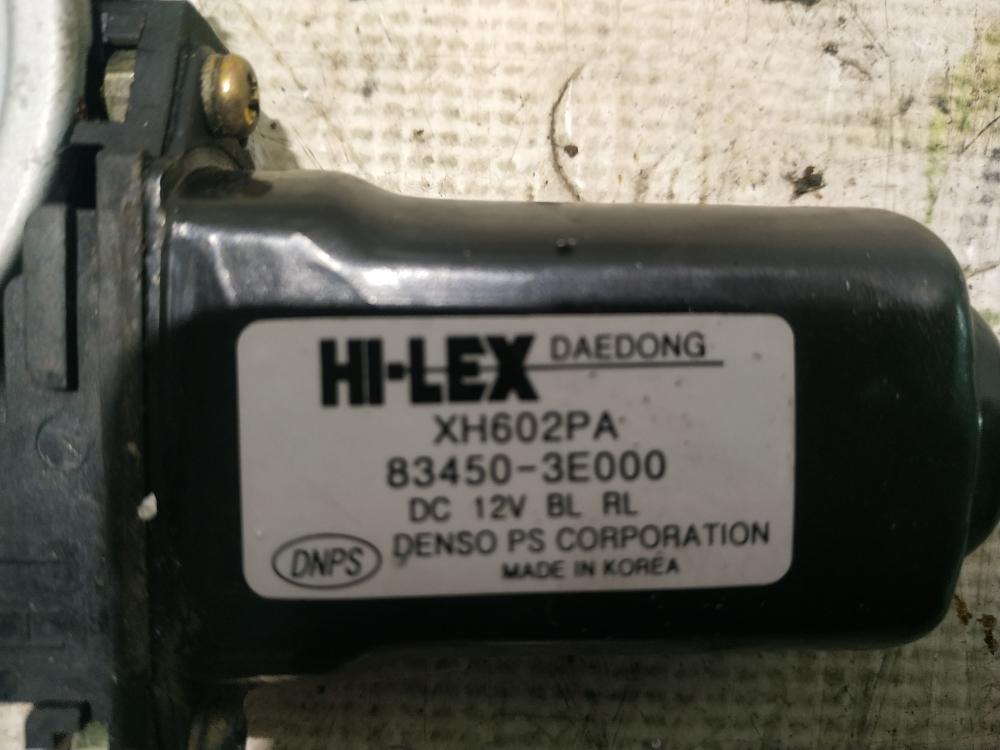 HI-LEX DAEDONG
XH602PA
83450-3E000
DC 12V BL RL
DNPS DENSO PS CORPORATION
MADE IN KOREA